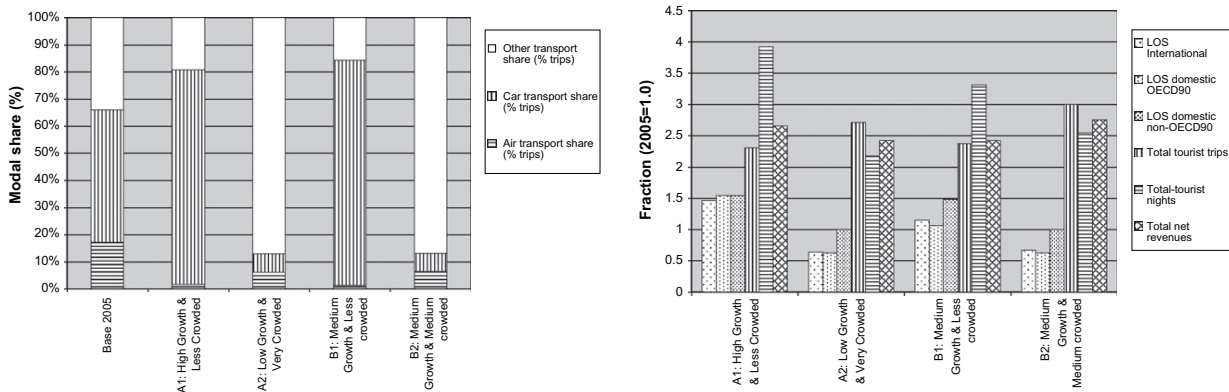 Modal share (%)
100%
90%
80%
70%
60%
50%
40%
30%
20%
10%
0%
Base 2005
A1: High Growth &
Less Crowded
A2: Low Growth &
Very Crowded
B1: Medium
Growth & Less
crowded
B2: Medium
Growth & Medium
crowded
Other transport
share (% trips)
Car transport share
(% trips)
Air transport share
(% trips)
Fraction (2005=1.0)
4.5
4
3.5
3
2.5
2
1.5
1
0.5
0
A1: High Growth
& Less Crowded
A2: Low Growth
& Very Crowded
B1: Medium
Growth & Less
crowded
B2: Medium
Growth &
Medium crowded
LOS
International
LOS domestic
OECD90
LOS domestic
non-OECD90
Total tourist trips
Total-tourist
nights
Total net
revenues